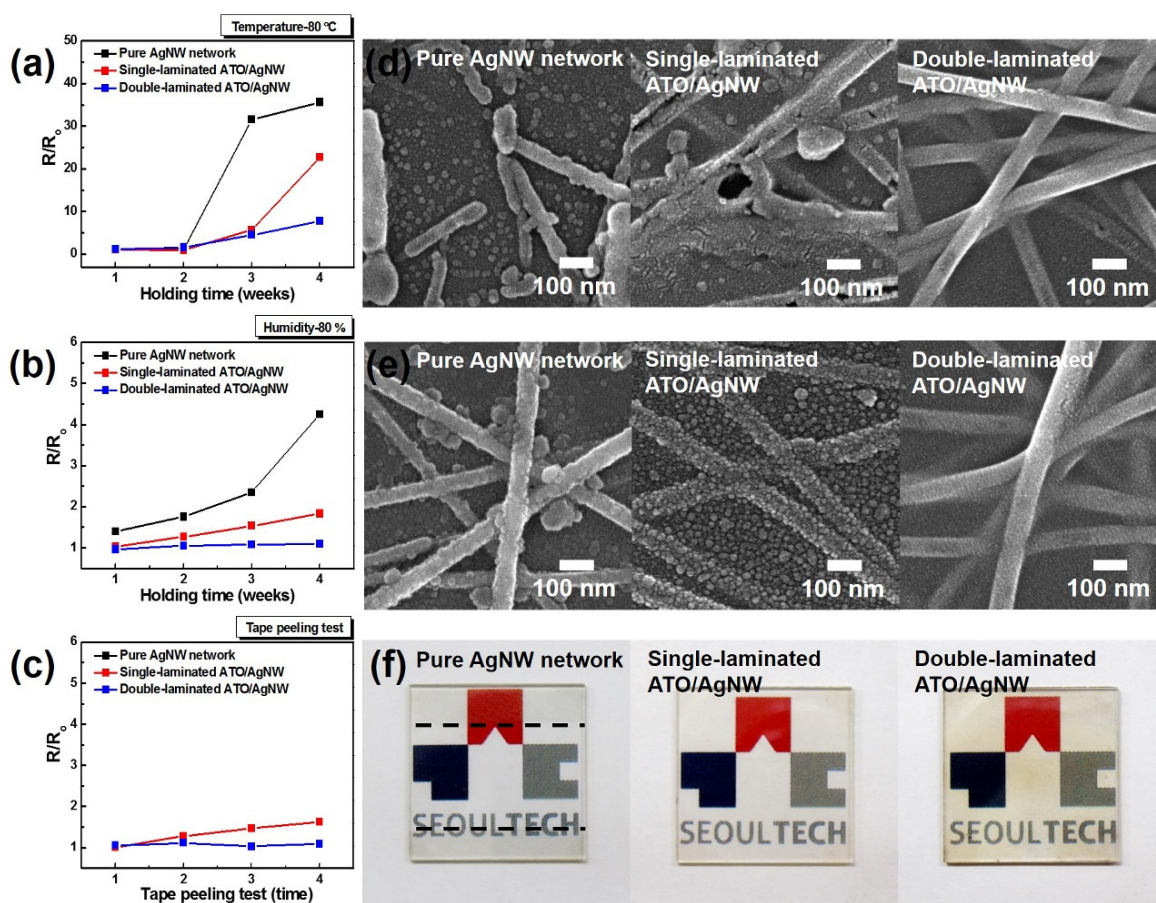 Temperature-80 °C
(a)
50
40
30
20
10
0
R/Ro
Pure AgNW network
Single-laminated ATO/AgNW
Double-laminated ATO/AgNW
1 2 3 4
Holding time (weeks)
(d)
Pure AgNW network
Single-laminated
ATO/AgNW
Double-laminated
ATO/AgNW
100 nm
100 nm
100 nm
Humidity-80 %
(b)
6
5
4
3
2
1
R/Ro
Pure AgNW network
Single-laminated ATO/AgNW
Double-laminated ATO/AgNW
1 2 3 4
Holding time (weeks)
(e)
Pure AgNW network
Single-laminated
ATO/AgNW
Double-laminated
ATO/AgNW
100 nm
100 nm
100 nm
Tape peeling test
(c)
6
5
4
3
2
1
R/Ro
Pure AgNW network
Single-laminated ATO/AgNW
Double-laminated ATO/AgNW
1 2 3 4
Tape peeling test (time)
(f)
Pure AgNW network
Single-laminated
ATO/AgNW
Double-laminated
ATO/AgNW
SEOULTECH
SEOULTECH
SEOULTECH